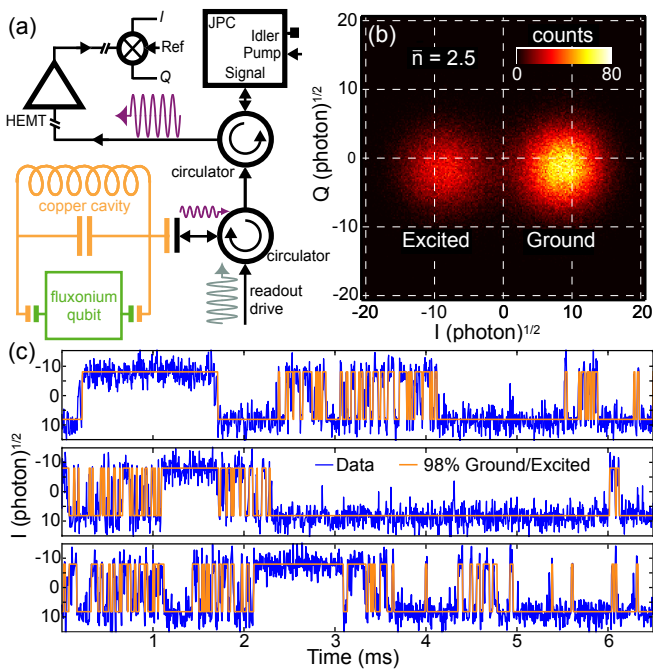 (a)
I
Ref
Q
HEMT
JPC
Idler
Pump
Signal
circulator
copper cavity
circulator
fluxonium
qubit
readout
drive
(b)
n̄ = 2.5
counts
0 80
Q (photon)^1/2
20
10
0
-10
-20
Excited Ground
-20 -10 0 10 20
I (photon)^1/2
(c)
I (photon)^1/2
-10
0
10
-10
0
10
Data 98% Ground/Excited
-10
0
10
1 2 3 4 5 6
Time (ms)